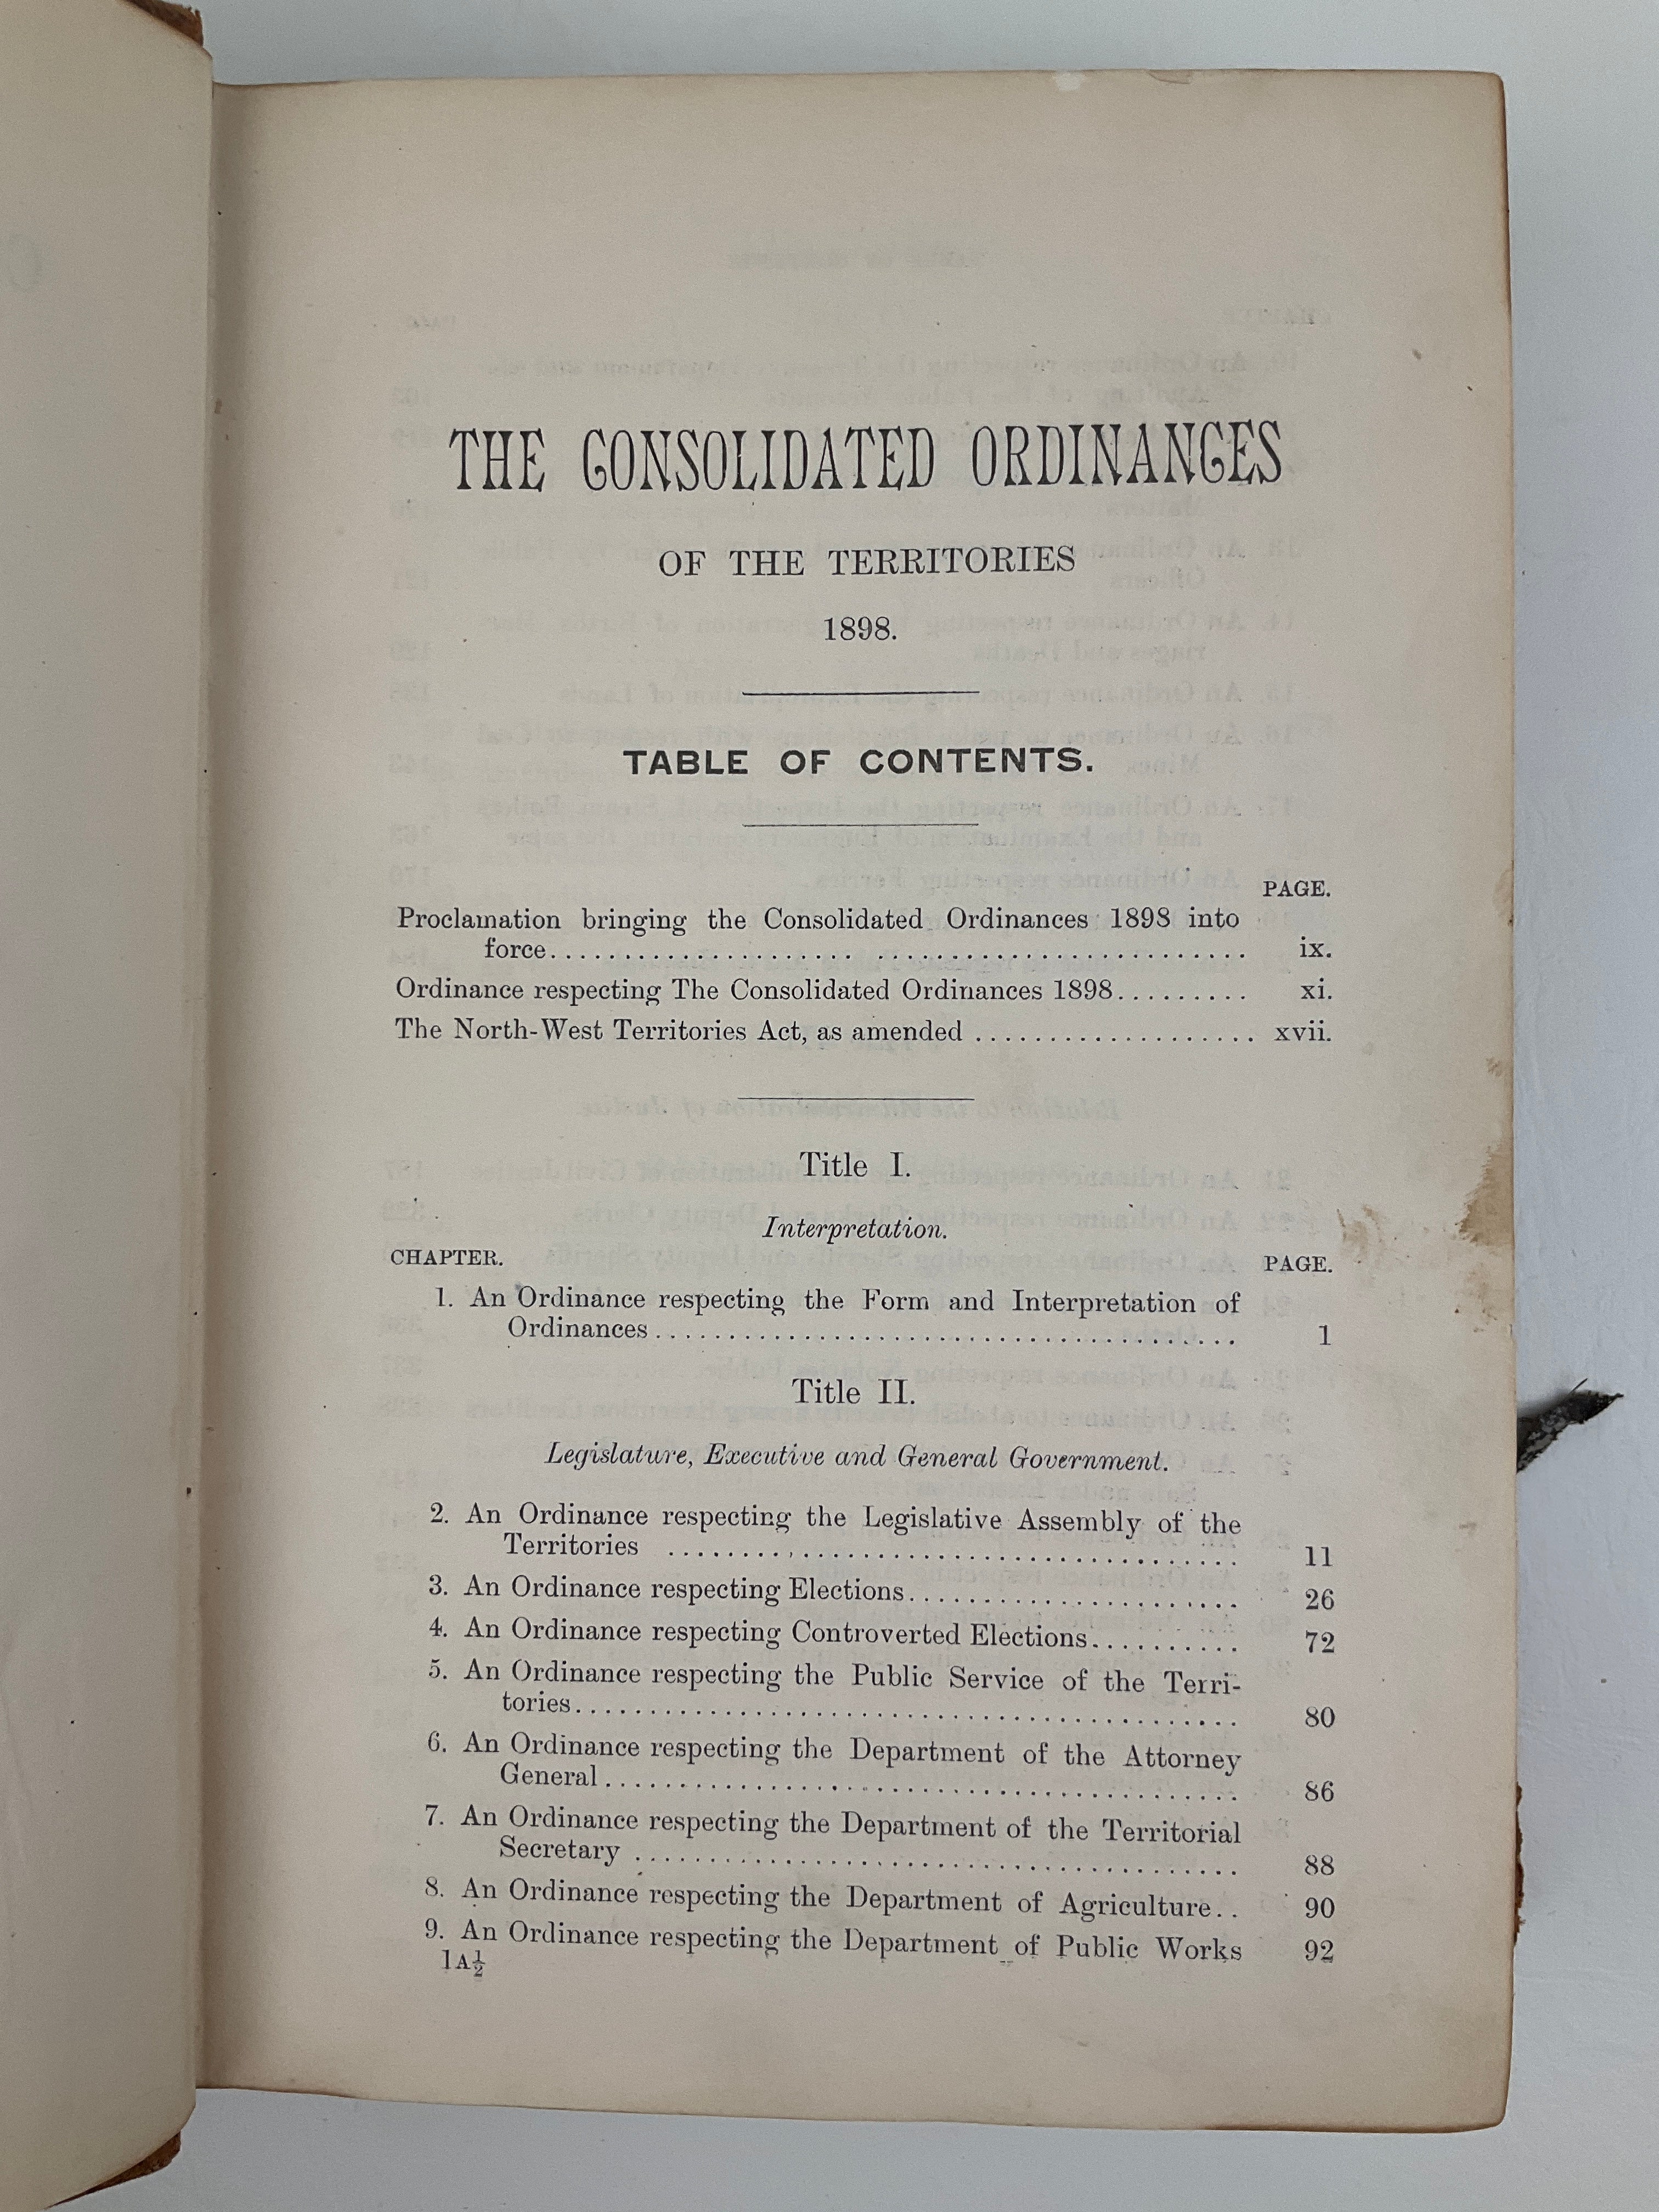 THE CONSOLIDATED ORDINANCES
OF THE TERRITORIES
1898.
TABLE OF CONTENTS.
PAGE.
Proclamation bringing the Consolidated Ordinances 1898 into
force.................... ......................... ix.
Ordinance respecting The Consolidated Ordinances 1898......... xi.
The North-West Territories Act, as amended ................... xvii.
Title I.
Interpretation.
CHAPTER. PAGE.
1. An Ordinance respecting the Form and Interpretation of
Ordinances........................................ 1
Title II.
Legislature, Executive and General Government.
2. An Ordinance respecting the Legislative Assembly of the
Territories ....................................... 11
3. An Ordinance respecting Elections....................... 26
4. An Ordinance respecting Controverted Elections.......... 72
5. An Ordinance respecting the Public Service of the Terri-
tories.............................................. 80
6. An Ordinance respecting the Department of the Attorney
General............................................ 86
7. An Ordinance respecting the Department of the Territorial
Secretary ......................................... 88
8. An Ordinance respecting the Department of Agriculture.. 90
9. An Ordinance respecting the Department of Public Works 92
1A½